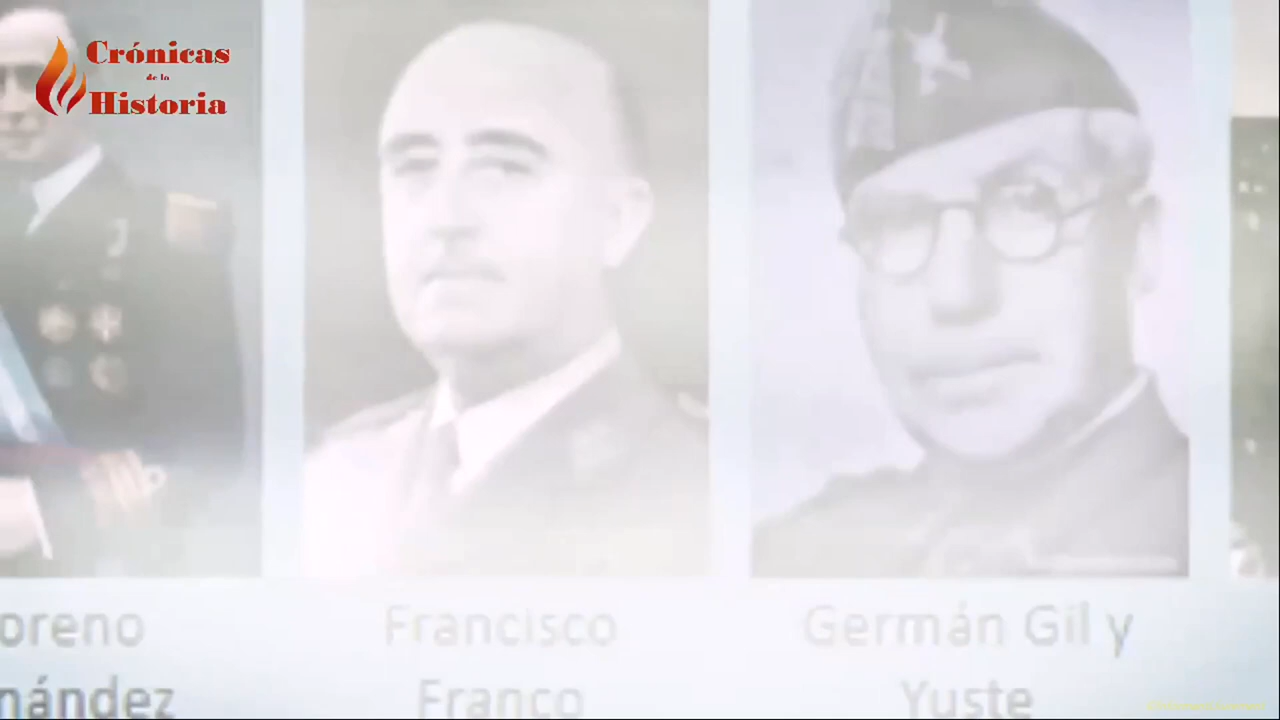 Crónicas
de la
Historia
oreno
nández
Francisco
Franco
Germán Gil y
Yuste